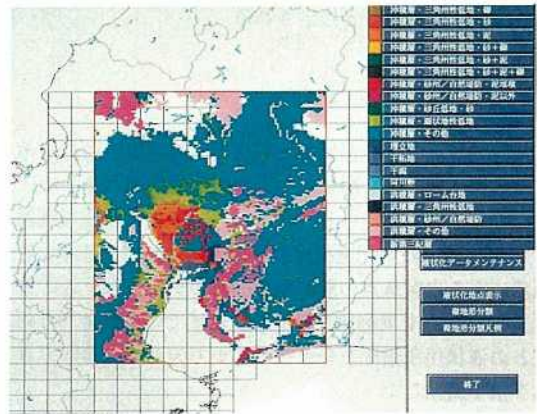 沖積層・三角州性低地・礫
沖積層・三角州性低地・砂
沖積層・三角州性低地・泥
沖積層・三角州性低地・砂+礫
沖積層・三角州性低地・砂+泥
沖積層・三角州性低地・砂+泥+礫
沖積層・砂州/自然堤防・泥堆積
沖積層・砂州/自然堤防・泥以外
沖積層・砂丘低地・砂
沖積層・扇状地性低地
沖積層・その他
埋立地
干拓地
干潟
河川敷
洪積層・ローム台地
洪積層・三角州性低地
洪積層・砂州/自然堤防
洪積層・その他
新第三紀層
液状化データメンテナンス
液状化地点表示
微地形分類
微地形分類凡例
終了